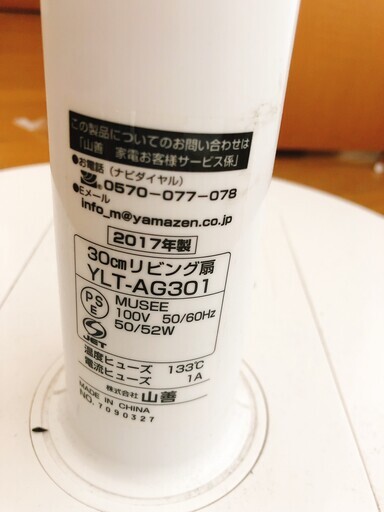 この製品についてのお問い合わせは
「山善 家電お客様サービス係」
●お電話(ナビダイヤル)
0570-077-078
●Eメール
info_m@yamazen.co.jp
2017年製
30cmリビング扇
YLT-AG301
PSE
MUSEE
100V 50/60Hz
50/52W
JET
温度ヒューズ 133℃
電流ヒューズ 1A
株式会社 山善
MADE IN CHINA
NO. 7090327